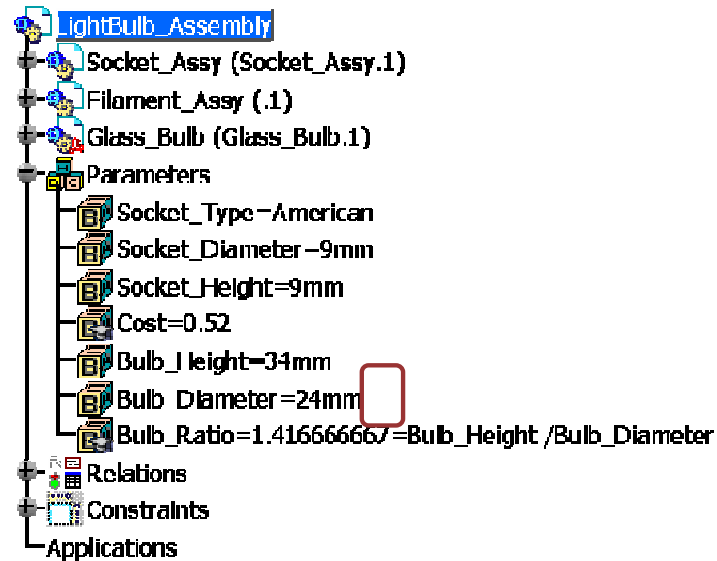 LightBulb_Assembly
Socket_Assy (Socket_Assy.1)
Filament_Assy (.1)
Glass_Bulb (Glass_Bulb.1)
Parameters
Socket_Type=American
Socket_Diameter=9mm
Socket_Height=9mm
Cost=0.52
Bulb_Height=34mm
Bulb_Diameter=24mm
Bulb_Ratio=1.416666667=Bulb_Height /Bulb_Diameter
Relations
Constraints
Applications